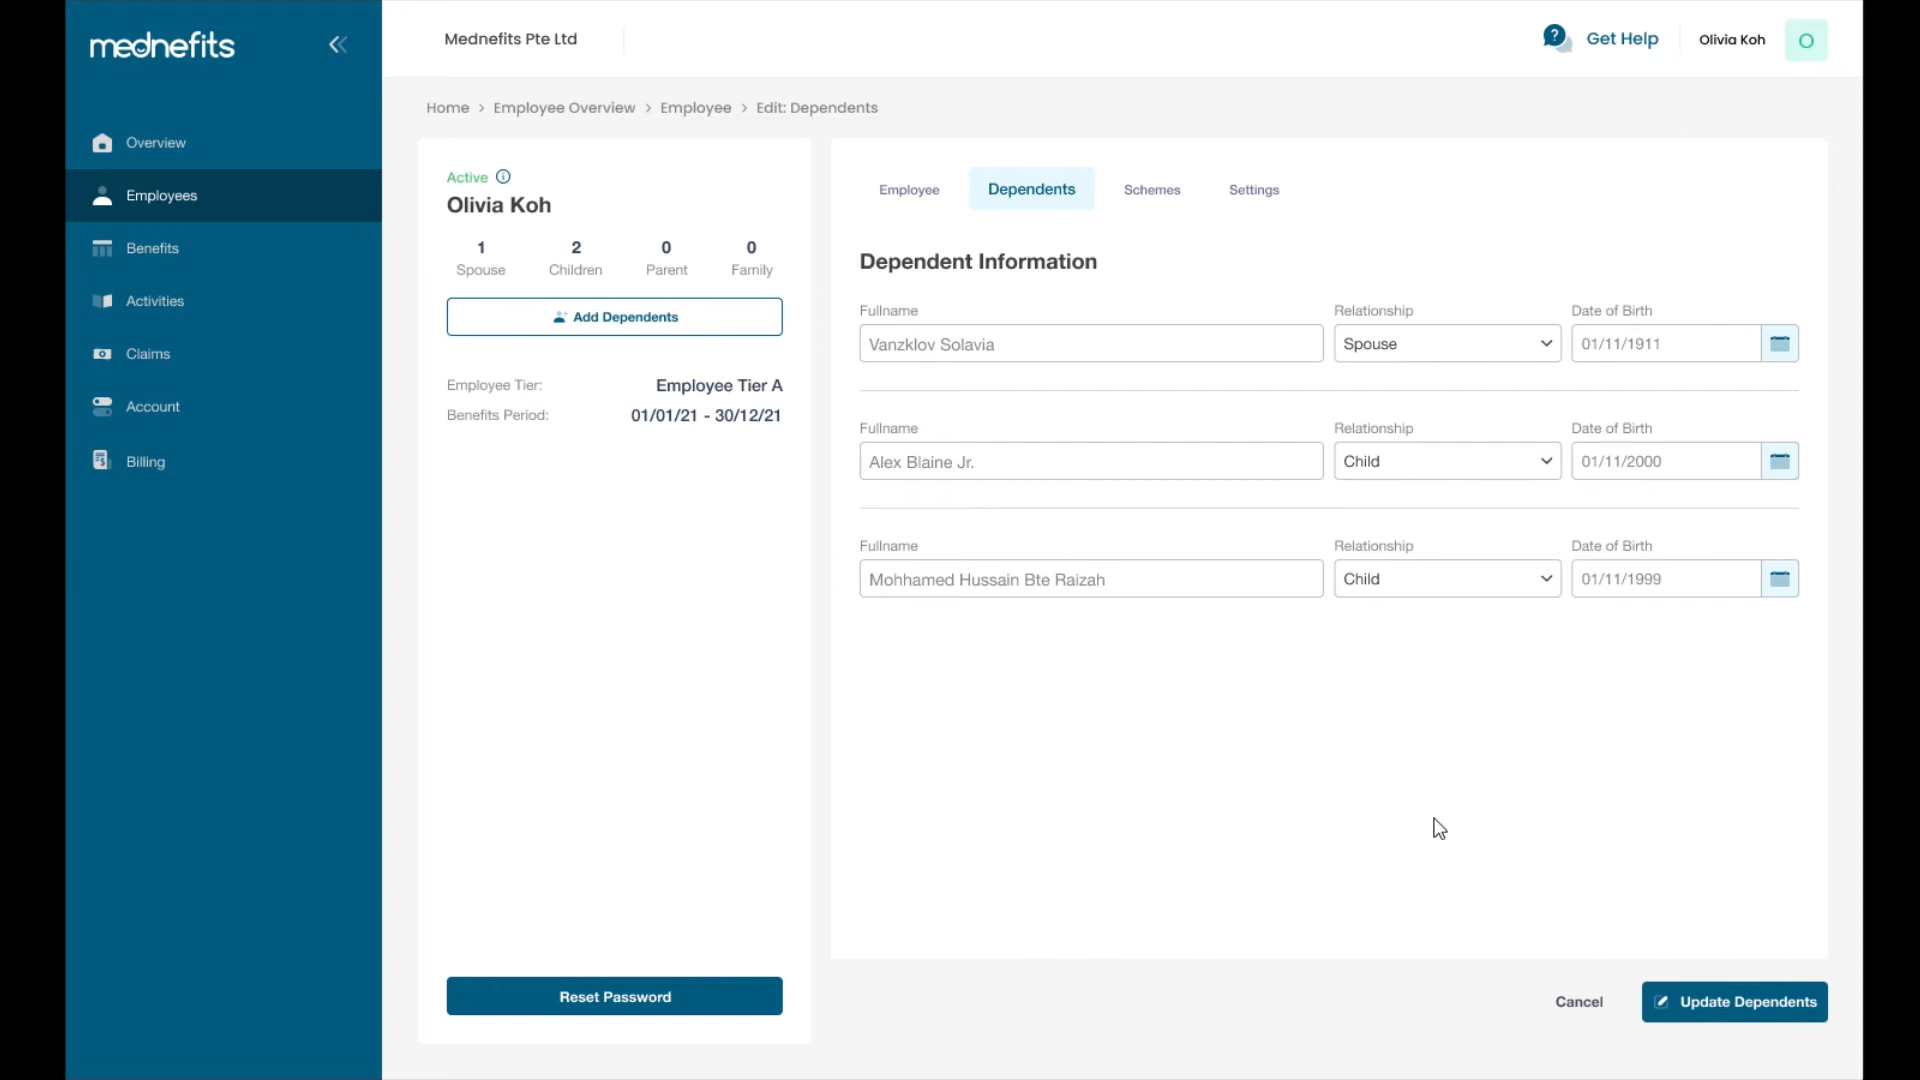 mednefits
Mednefits Pte Ltd
?
Get Help
Olivia Koh
O
Overview
Employees
Benefits
Activities
Claims
Account
Billing
Home > Employee Overview > Employee > Edit: Dependents
Active
Olivia Koh
1 2 0 0
Spouse Children Parent Family
Add Dependents
Employee Tier: Employee Tier A
Benefits Period: 01/01/21 - 30/12/21
Reset Password
Employee Dependents Schemes Settings
Dependent Information
Fullname Relationship Date of Birth
Vanzklov Solavia Spouse 01/11/1911
Fullname Relationship Date of Birth
Alex Blaine Jr. Child 01/11/2000
Fullname Relationship Date of Birth
Mohhamed Hussain Bte Raizah Child 01/11/1999
Cancel Update Dependents